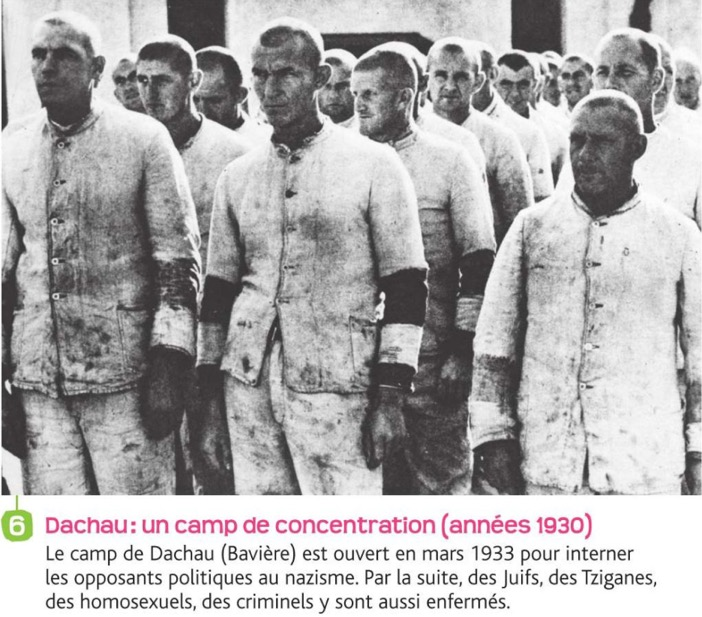 6 Dachau : un camp de concentration (années 1930)
Le camp de Dachau (Bavière) est ouvert en mars 1933 pour interner
les opposants politiques au nazisme. Par la suite, des Juifs, des Tziganes,
des homosexuels, des criminels y sont aussi enfermés.